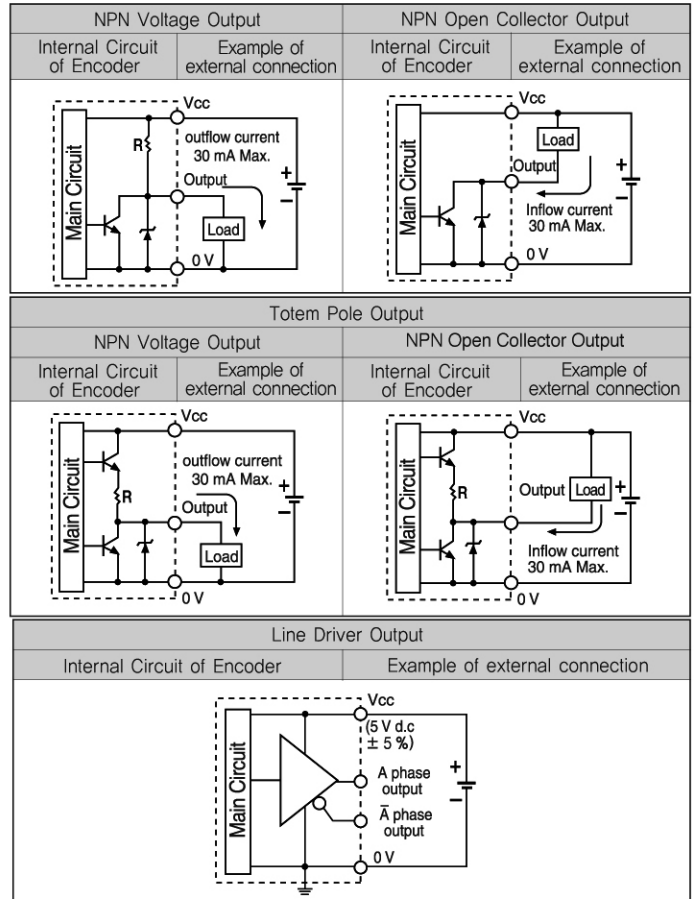 NPN Voltage Output
NPN Open Collector Output
Internal Circuit
of Encoder
Example of
external connection
Internal Circuit
of Encoder
Example of
external connection
Main Circuit
R
Vcc
outflow current
30 mA Max.
Output
Load
0 V
+
−
Main Circuit
Vcc
Load
Output
Inflow current
30 mA Max.
0 V
+
−
Totem Pole Output
NPN Voltage Output
NPN Open Collector Output
Internal Circuit
of Encoder
Example of
external connection
Internal Circuit
of Encoder
Example of
external connection
Main Circuit
R
Vcc
outflow current
30 mA Max.
Output
Load
0 V
+
−
Main Circuit
R
Vcc
Output
Load
Inflow current
30 mA Max.
0 V
+
−
Line Driver Output
Internal Circuit of Encoder
Example of external connection
Main Circuit
Vcc
(5 V d.c
± 5 %)
A phase
output
A̅ phase
output
0 V
+
−